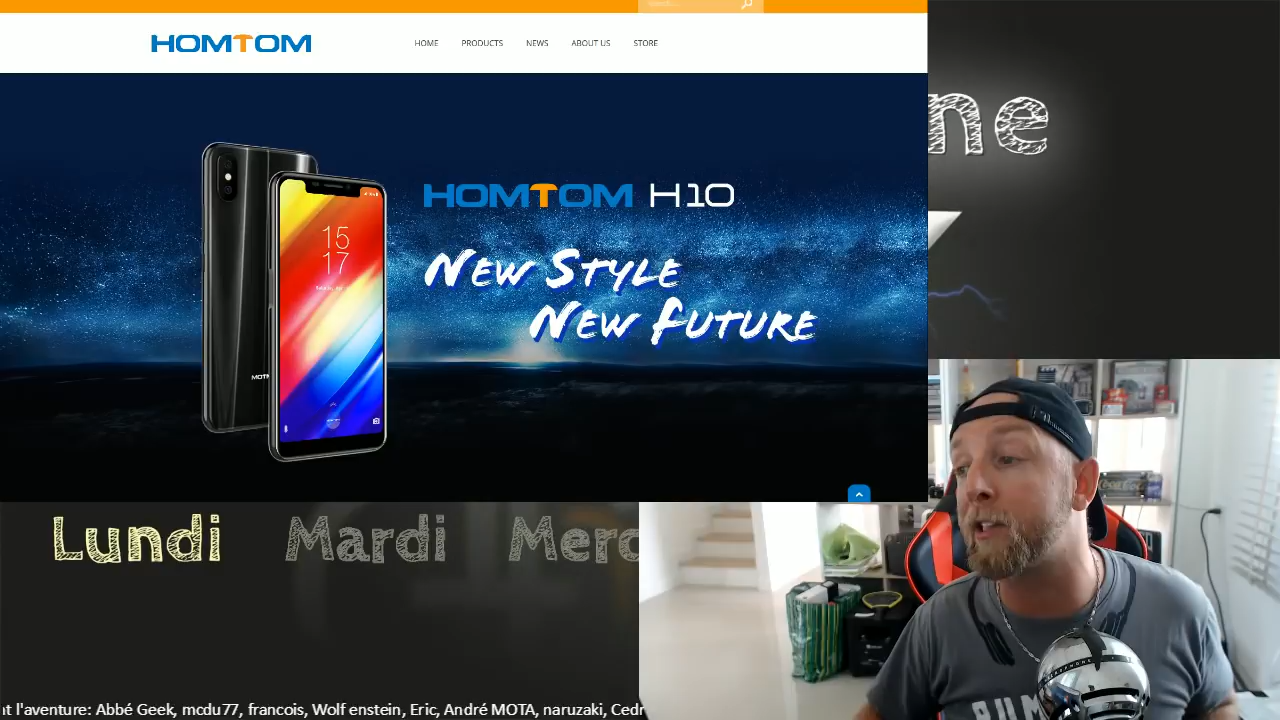 HOMTOM
HOME PRODUCTS NEWS ABOUT US STORE
ne
15
17
HOMTOM H10
New Style
New Future
Lundi Mardi Merc
t l'aventure: Abbé Geek, mcdu77, francois, Wolf enstein, Eric, André MOTA, naruzaki, Cedr